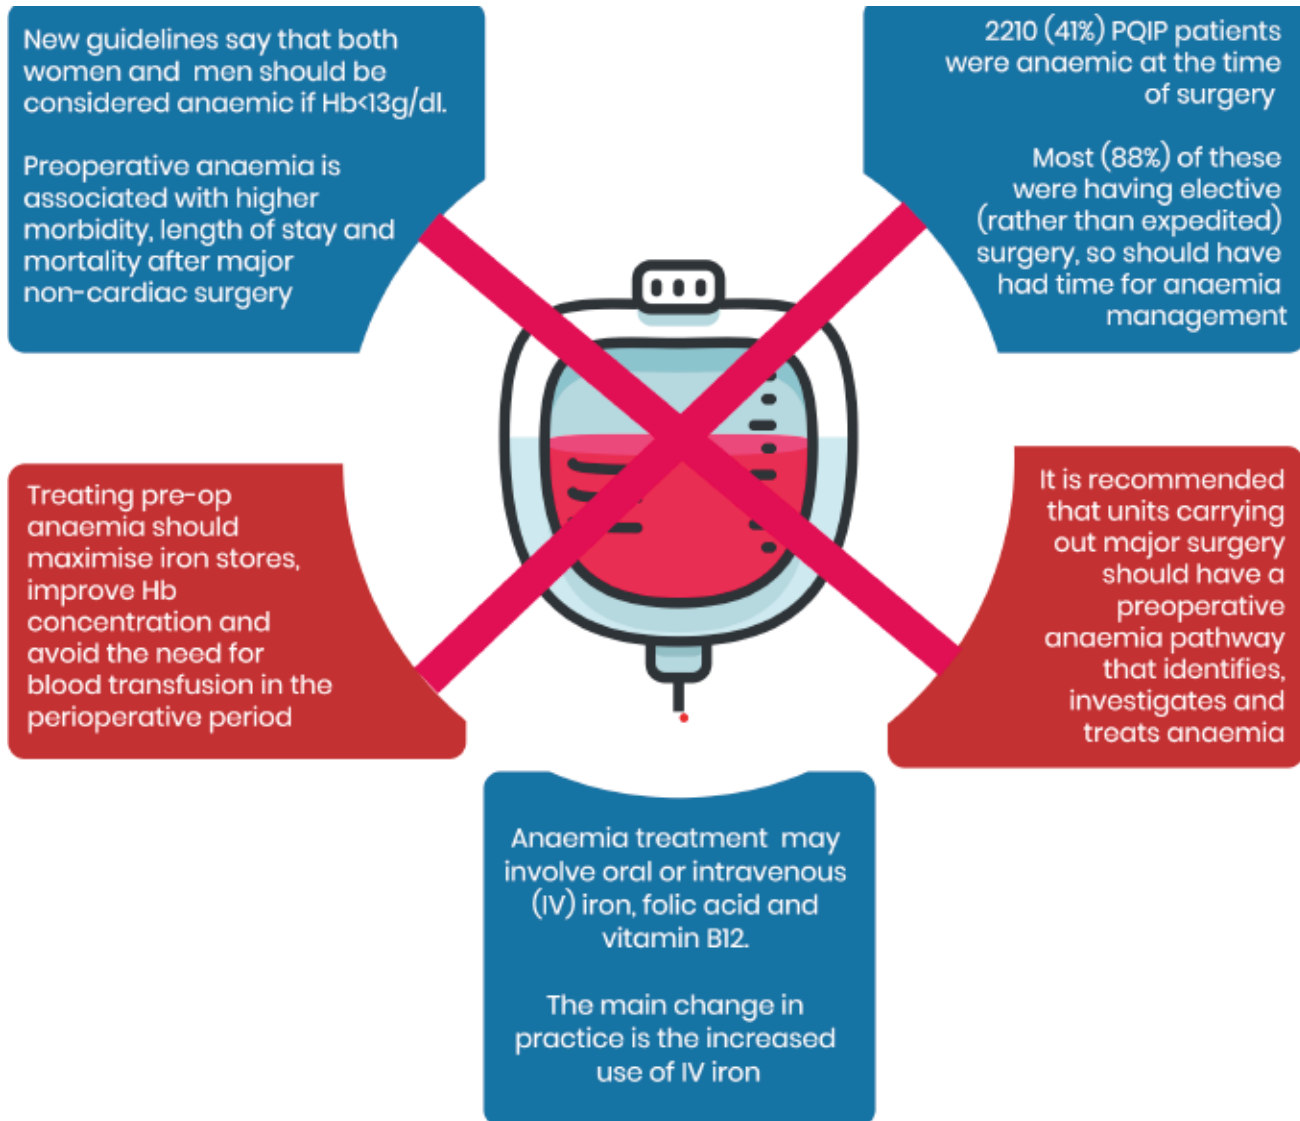 New guidelines say that both
women and men should be
considered anaemic if Hb<13g/dl.
Preoperative anaemia is
associated with higher
morbidity, length of stay and
mortality after major
non-cardiac surgery
2210 (41%) PQIP patients
were anaemic at the time
of surgery
Most (88%) of these
were having elective
(rather than expedited)
surgery, so should have
had time for anaemia
management
Treating pre-op
anaemia should
maximise iron stores,
improve Hb
concentration and
avoid the need for
blood transfusion in the
perioperative period
It is recommended
that units carrying
out major surgery
should have a
preoperative
anaemia pathway
that identifies,
investigates and
treats anaemia
Anaemia treatment may
involve oral or intravenous
(IV) iron, folic acid and
vitamin B12.
The main change in
practice is the increased
use of IV iron